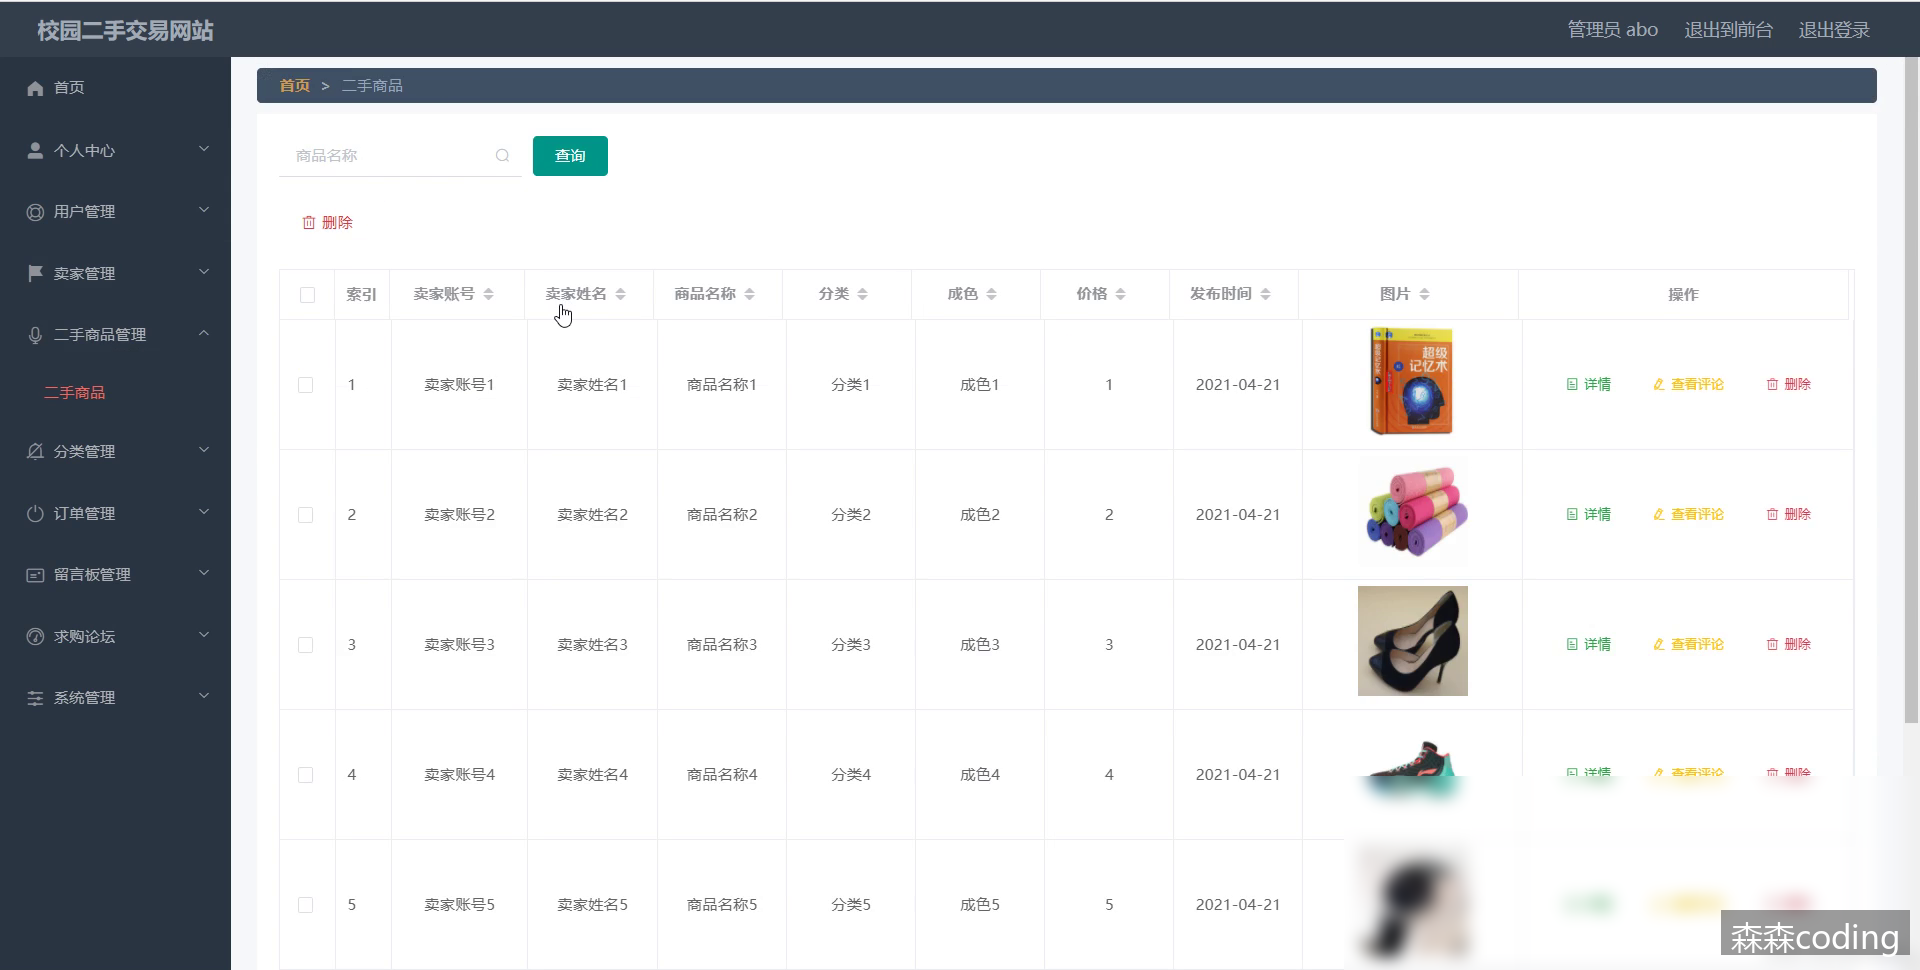 校园二手交易网站
管理员 abo 退出到前台 退出登录
首页
个人中心
用户管理
卖家管理
二手商品管理
二手商品
分类管理
订单管理
留言板管理
求购论坛
系统管理
首页 > 二手商品
商品名称 查询
删除
索引 卖家账号 卖家姓名 商品名称 分类 成色 价格 发布时间 图片 操作
超级
记忆术
1 卖家账号1 卖家姓名1 商品名称1 分类1 成色1 1 2021-04-21 详情 查看评论 删除
2 卖家账号2 卖家姓名2 商品名称2 分类2 成色2 2 2021-04-21 详情 查看评论 删除
3 卖家账号3 卖家姓名3 商品名称3 分类3 成色3 3 2021-04-21 详情 查看评论 删除
4 卖家账号4 卖家姓名4 商品名称4 分类4 成色4 4 2021-04-21 详情 查看评论 删除
5 卖家账号5 卖家姓名5 商品名称5 分类5 成色5 5 2021-04-21
森森coding